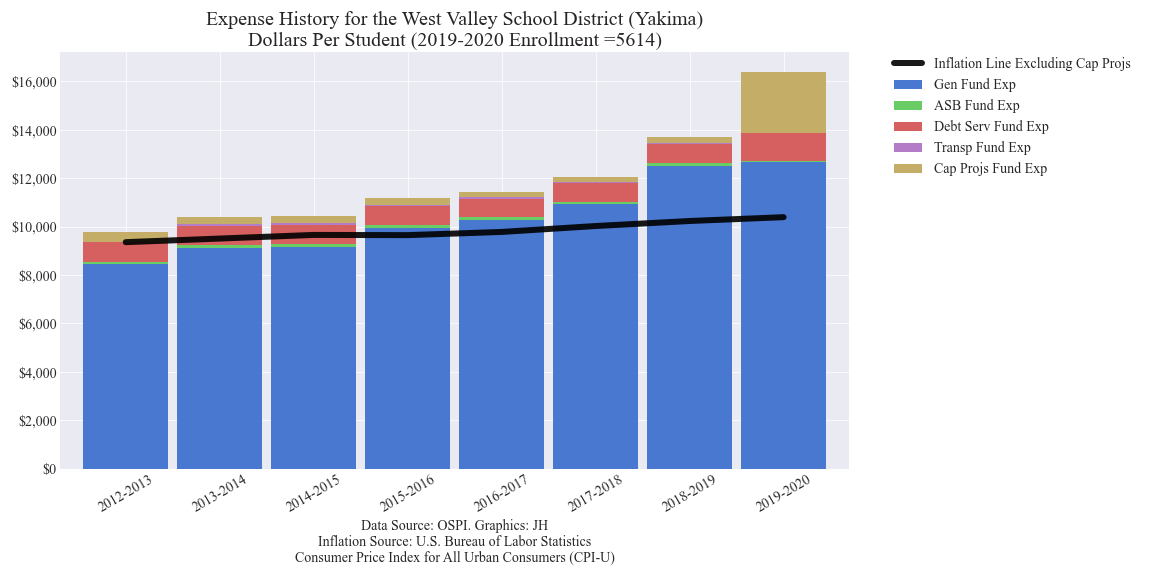 Expense History for the West Valley School District (Yakima)
Dollars Per Student (2019-2020 Enrollment =5614)
Inflation Line Excluding Cap Projs
Gen Fund Exp
ASB Fund Exp
Debt Serv Fund Exp
Transp Fund Exp
Cap Projs Fund Exp
$16,000
$14,000
$12,000
$10,000
$8,000
$6,000
$4,000
$2,000
$0
2012-2013
2013-2014
2014-2015
2015-2016
2016-2017
2017-2018
2018-2019
2019-2020
Data Source: OSPI. Graphics: JH
Inflation Source: U.S. Bureau of Labor Statistics
Consumer Price Index for All Urban Consumers (CPI-U)